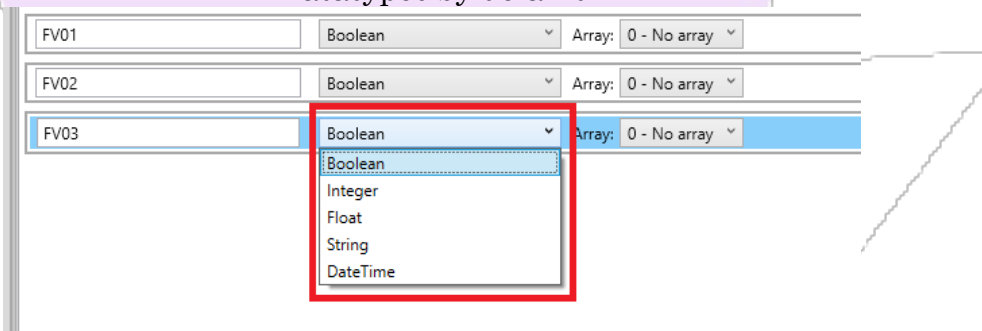 FV01 Boolean Array: 0 - No array
FV02 Boolean Array: 0 - No array
FV03 Boolean Array: 0 - No array
Boolean
Integer
Float
String
DateTime